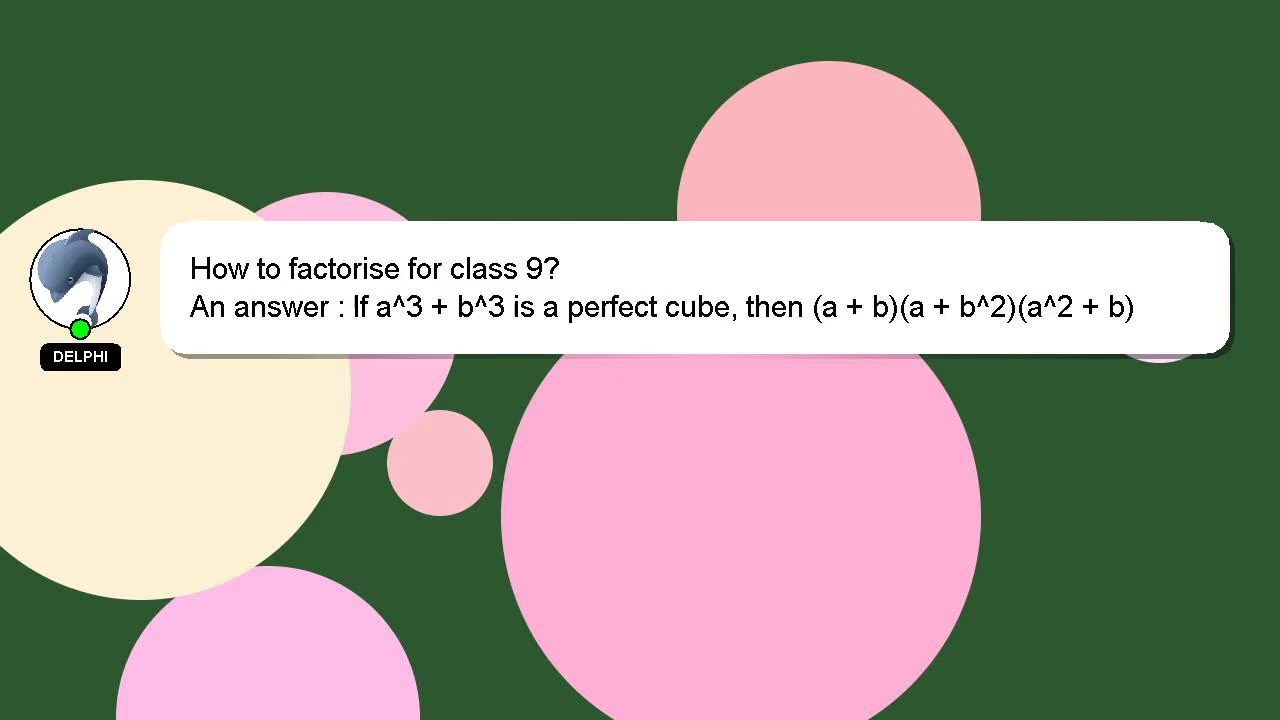 How to factorise for class 9?
An answer : If a^3 + b^3 is a perfect cube, then (a + b)(a + b^2)(a^2 + b)
DELPHI